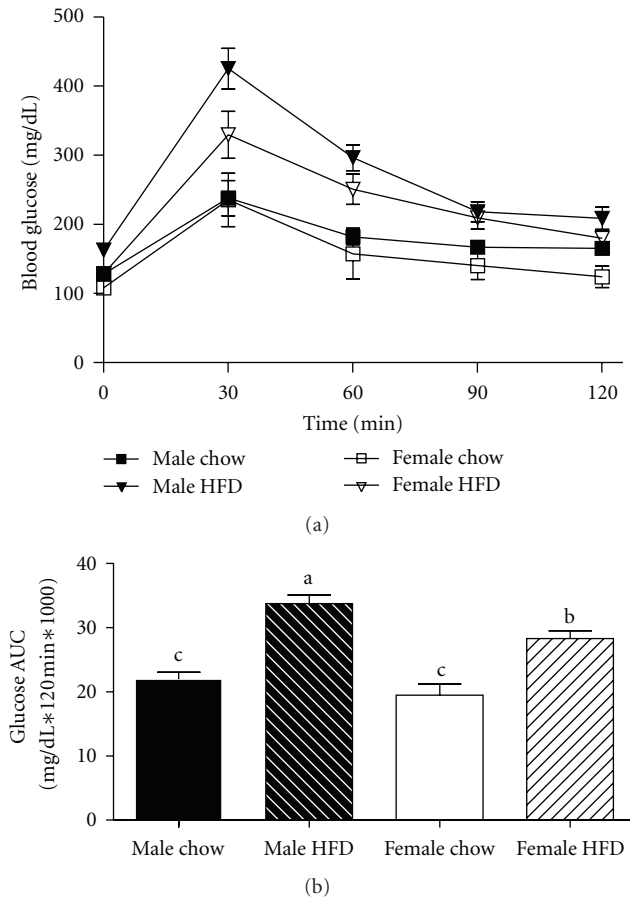 500
400
300
200
100
0
Blood glucose (mg/dL)
0 30 60 90 120
Time (min)
Male chow Female chow
Male HFD Female HFD
(a)
40
30
20
10
0
Glucose AUC
(mg/dL∗120 min∗1000)
c a c b
Male chow Male HFD Female chow Female HFD
(b)